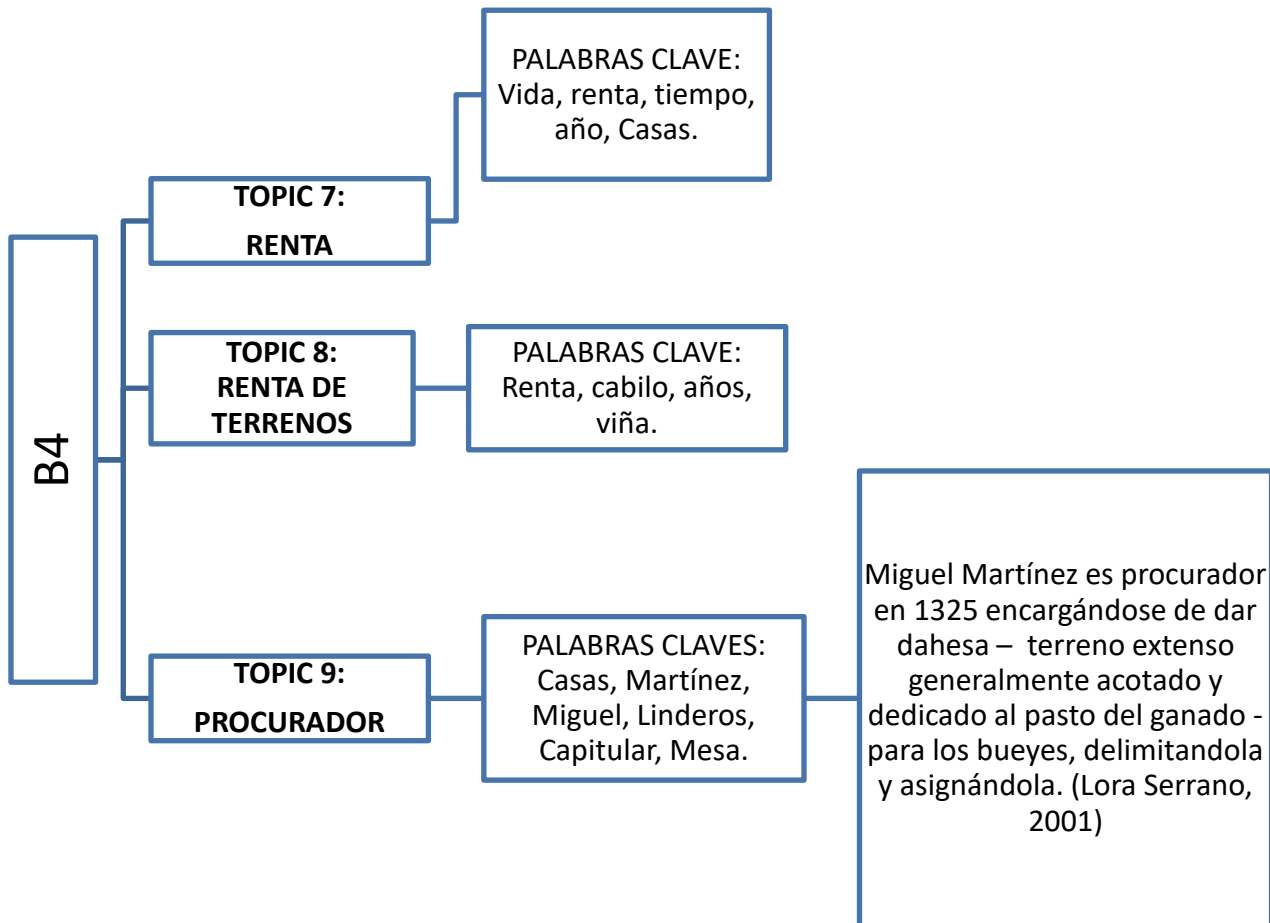 B4
TOPIC 7:
RENTA
PALABRAS CLAVE:
Vida, renta, tiempo,
año, Casas.
TOPIC 8:
RENTA DE
TERRENOS
PALABRAS CLAVE:
Renta, cabilo, años,
viña.
TOPIC 9:
PROCURADOR
PALABRAS CLAVES:
Casas, Martínez,
Miguel, Linderos,
Capitular, Mesa.
Miguel Martínez es procurador
en 1325 encargándose de dar
dahesa – terreno extenso
generalmente acotado y
dedicado al pasto del ganado -
para los bueyes, delimitandola
y asignándola. (Lora Serrano,
2001)